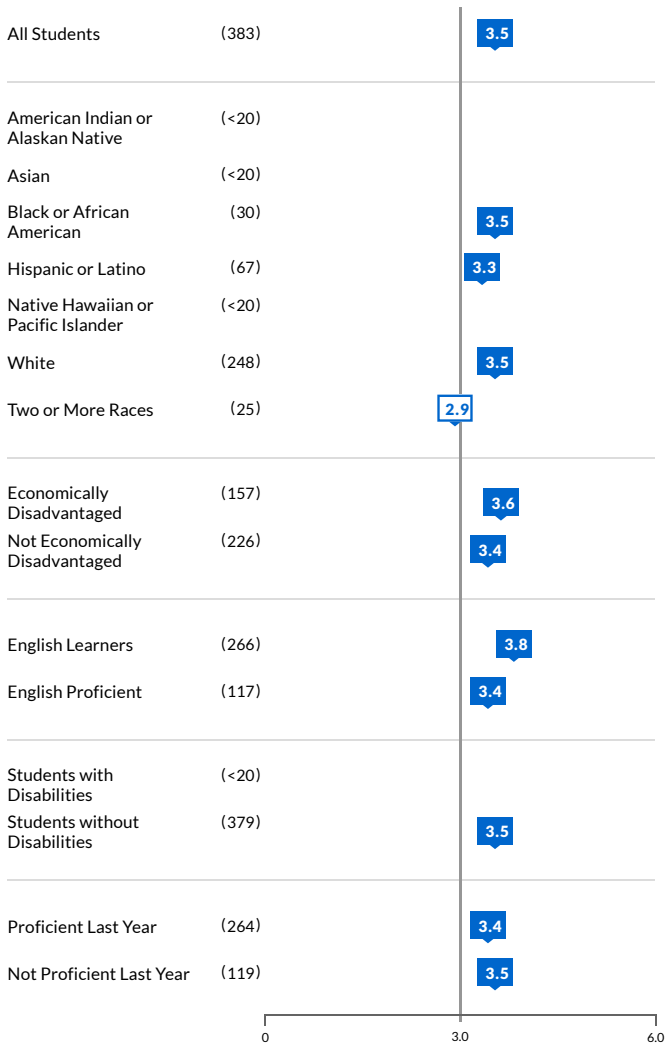 All Students (383) 3.5
American Indian or (<20)
Alaskan Native
Asian (<20)
Black or African (30) 3.5
American
Hispanic or Latino (67) 3.3
Native Hawaiian or (<20)
Pacific Islander
White (248) 3.5
Two or More Races (25) 2.9
Economically (157) 3.6
Disadvantaged
Not Economically (226) 3.4
Disadvantaged
English Learners (266) 3.8
English Proficient (117) 3.4
Students with (<20)
Disabilities
Students without (379) 3.5
Disabilities
Proficient Last Year (264) 3.4
Not Proficient Last Year (119) 3.5
0 3.0 6.0